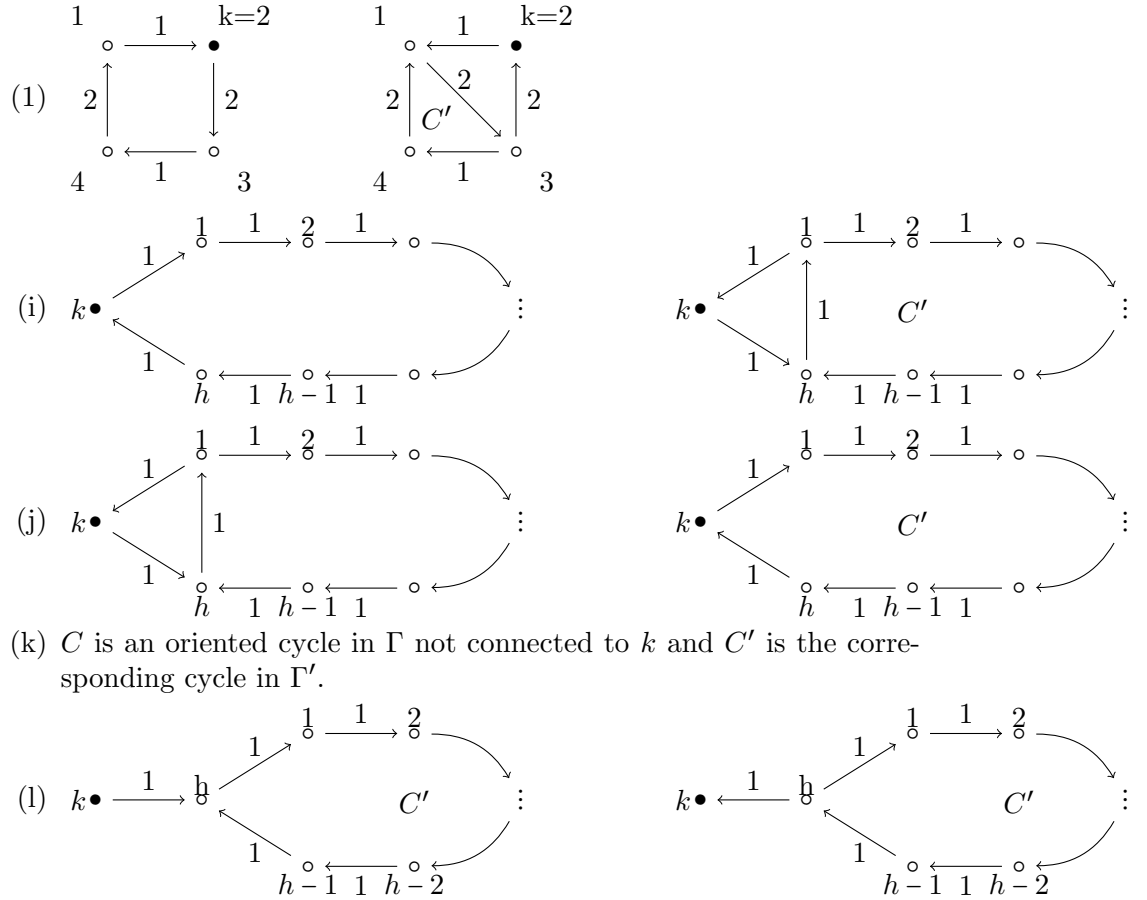 1 k=2 1 k=2
1 1
(1) 2 2 2 2 2
C′
1 1
4 3 4 3
1 1 2 1 1 1 2 1
1 1
(i) k ⋮ k 1 C′ ⋮
1 1
h 1 h − 1 1 h 1 h − 1 1
1 1 2 1 1 1 2 1
1 1
(j) k 1 ⋮ k C′ ⋮
1 1
h 1 h − 1 1 h 1 h − 1 1
(k) C is an oriented cycle in Γ not connected to k and C′ is the corre-
sponding cycle in Γ′.
1 1 2 1 1 2
1 1
(l) k 1 h C′ ⋮ k 1 h C′ ⋮
1 1
h − 1 1 h − 2 h − 1 1 h − 2